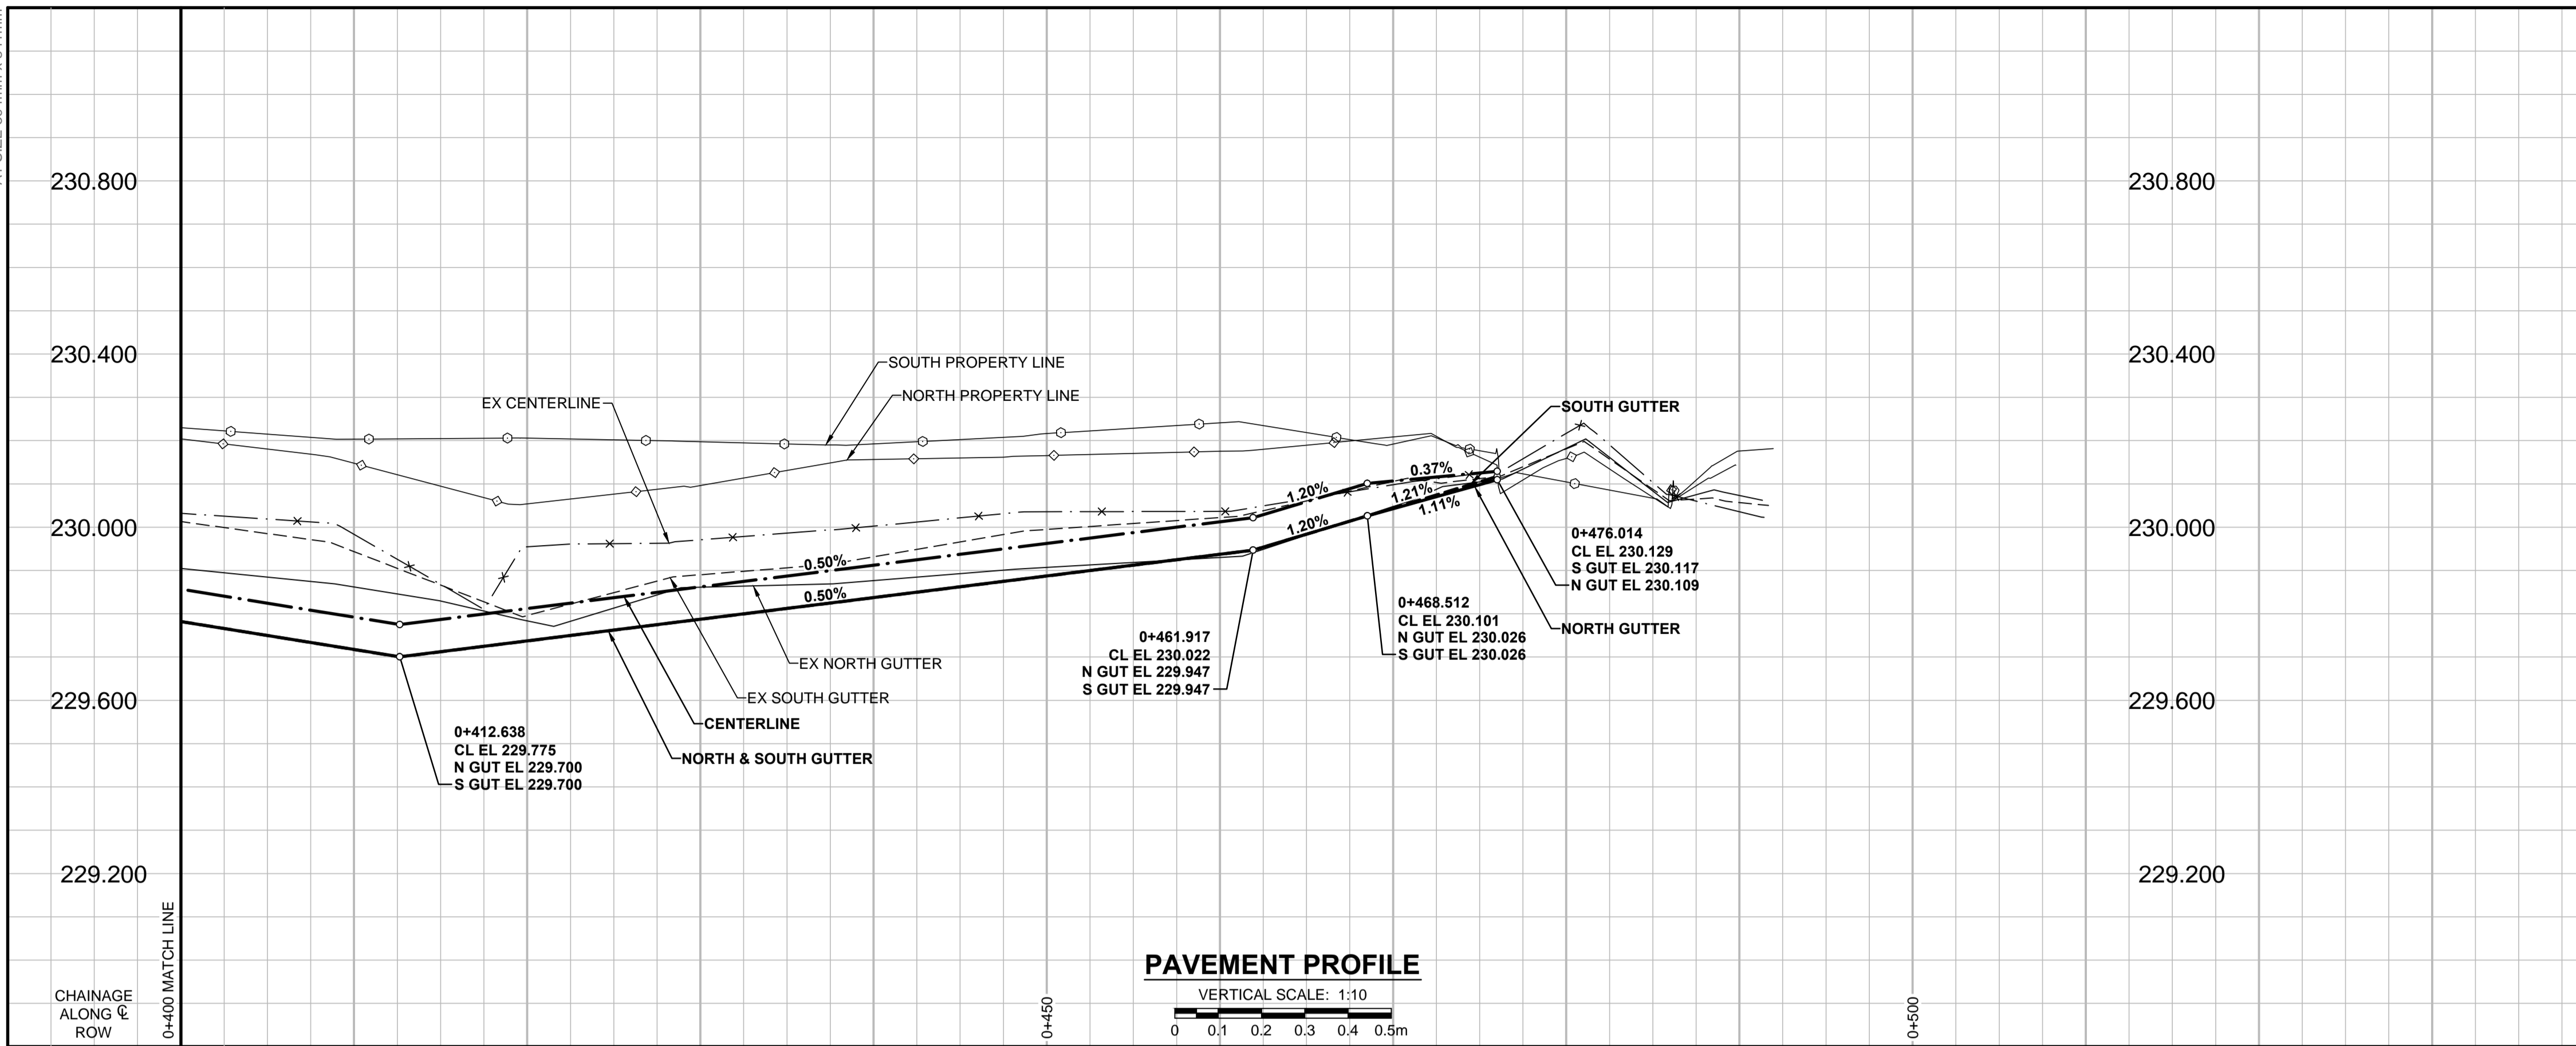 230.800
230.800
230.400
230.400
SOUTH PROPERTY LINE
NORTH PROPERTY LINE
EX CENTERLINE
SOUTH GUTTER
0.37%
1.20%
1.21%
1.11%
1.20%
230.000
230.000
0+476.014
CL EL 230.129
S GUT EL 230.117
N GUT EL 230.109
0.50%
0.50%
0+468.512
CL EL 230.101
N GUT EL 230.026
S GUT EL 230.026
NORTH GUTTER
0+461.917
CL EL 230.022
N GUT EL 229.947
S GUT EL 229.947
EX NORTH GUTTER
EX SOUTH GUTTER
229.600
229.600
CENTERLINE
NORTH & SOUTH GUTTER
0+412.638
CL EL 229.775
N GUT EL 229.700
S GUT EL 229.700
229.200
229.200
0+400 MATCH LINE
PAVEMENT PROFILE
VERTICAL SCALE: 1:10
0 0.1 0.2 0.3 0.4 0.5m
CHAINAGE
ALONG ℄
ROW
0+450
0+500